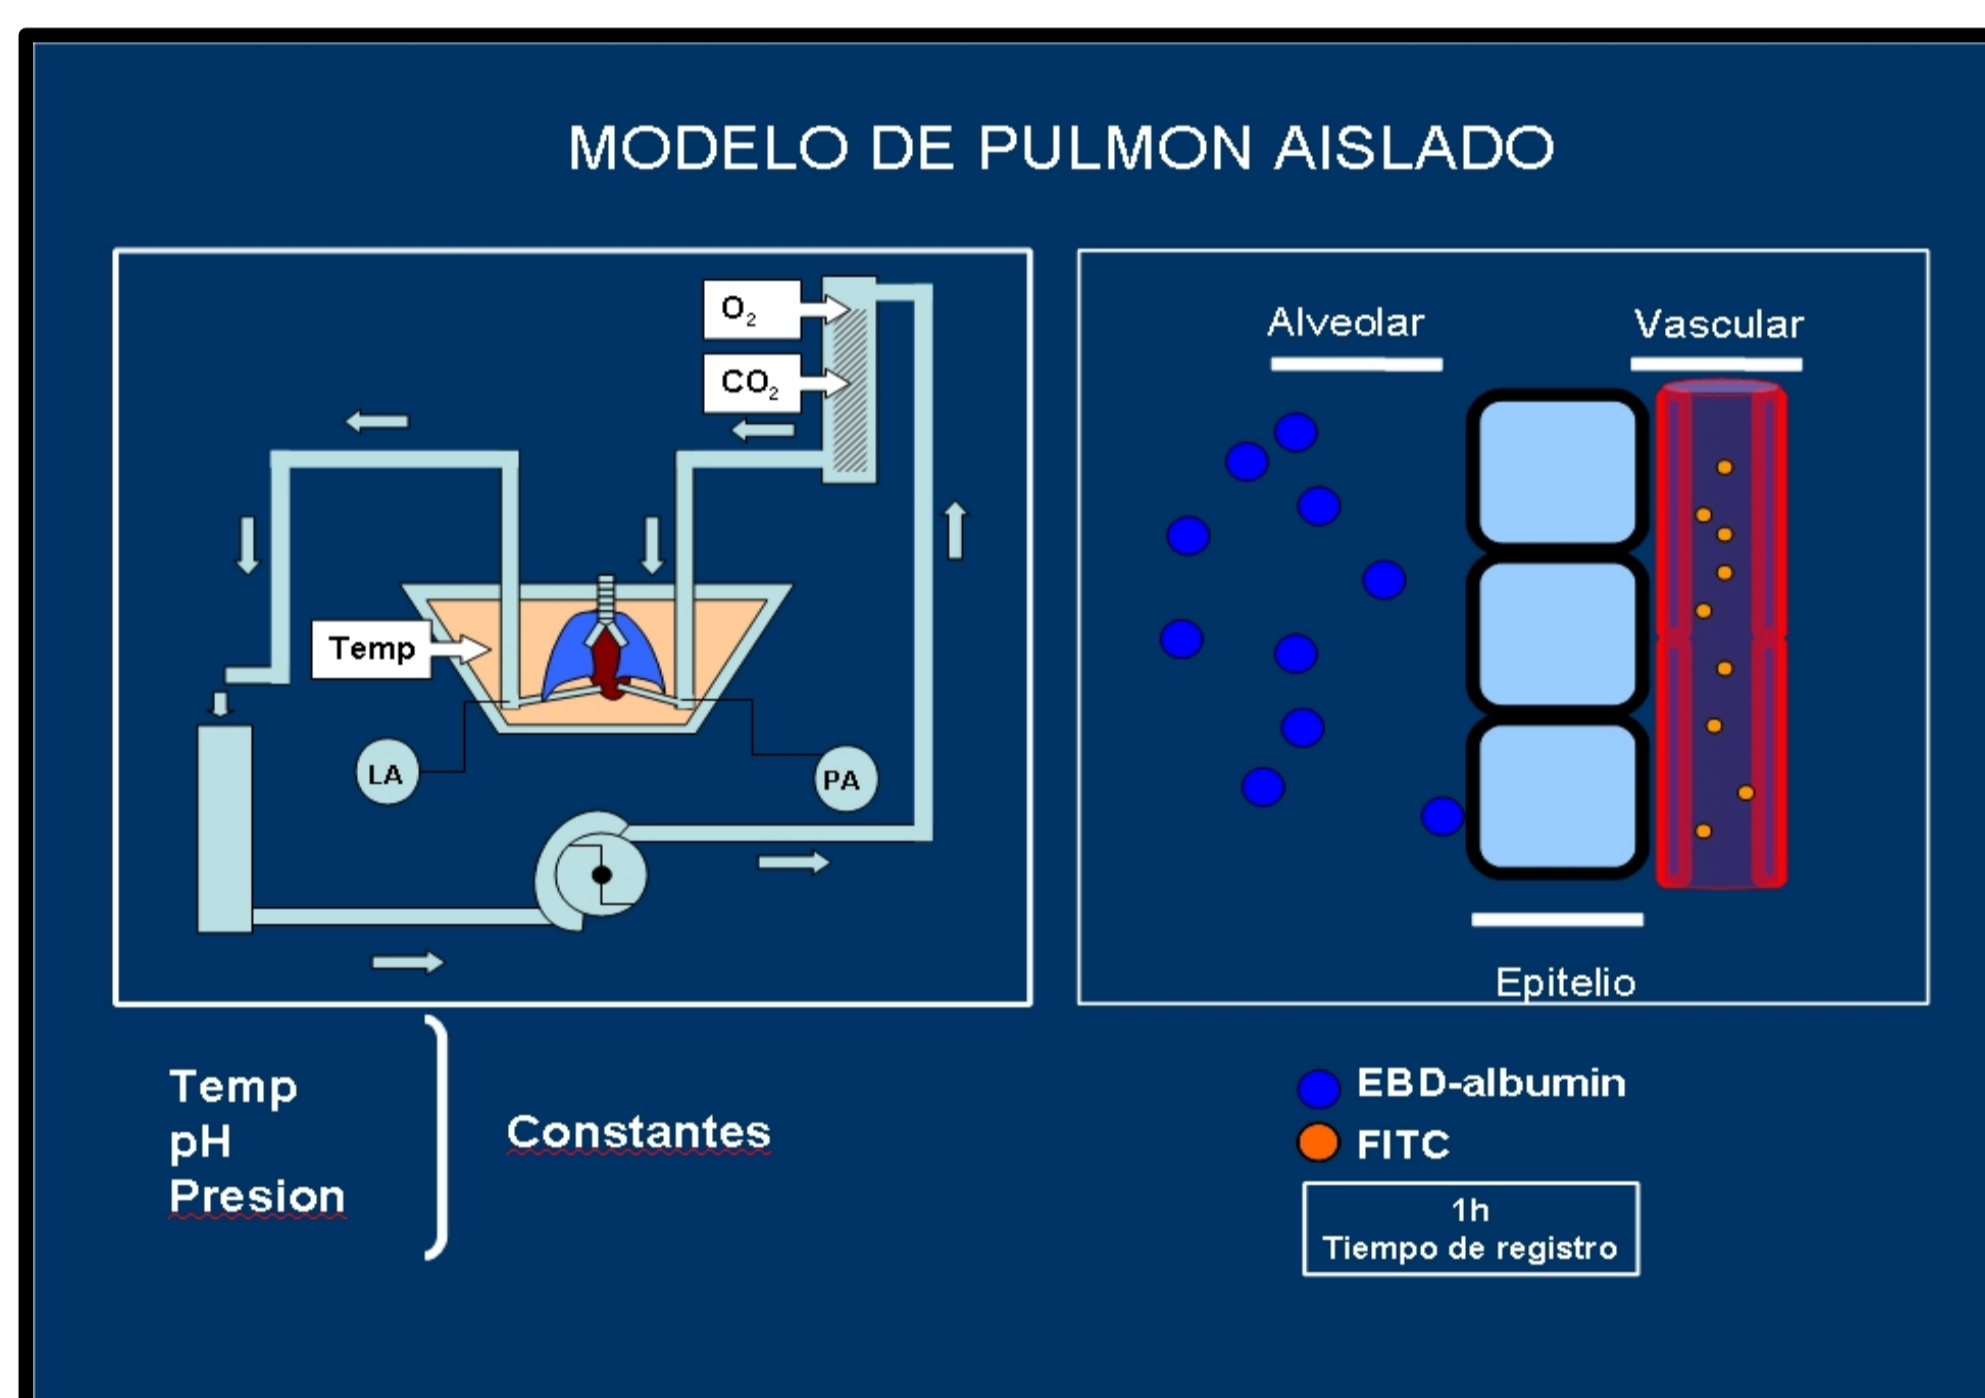 MODELO DE PULMON AISLADO
O₂
CO₂
Temp
LA
PA
Alveolar
Vascular
Epitelio
Temp
pH
Presion
Constantes
EBD-albumin
FITC
1h
Tiempo de registro